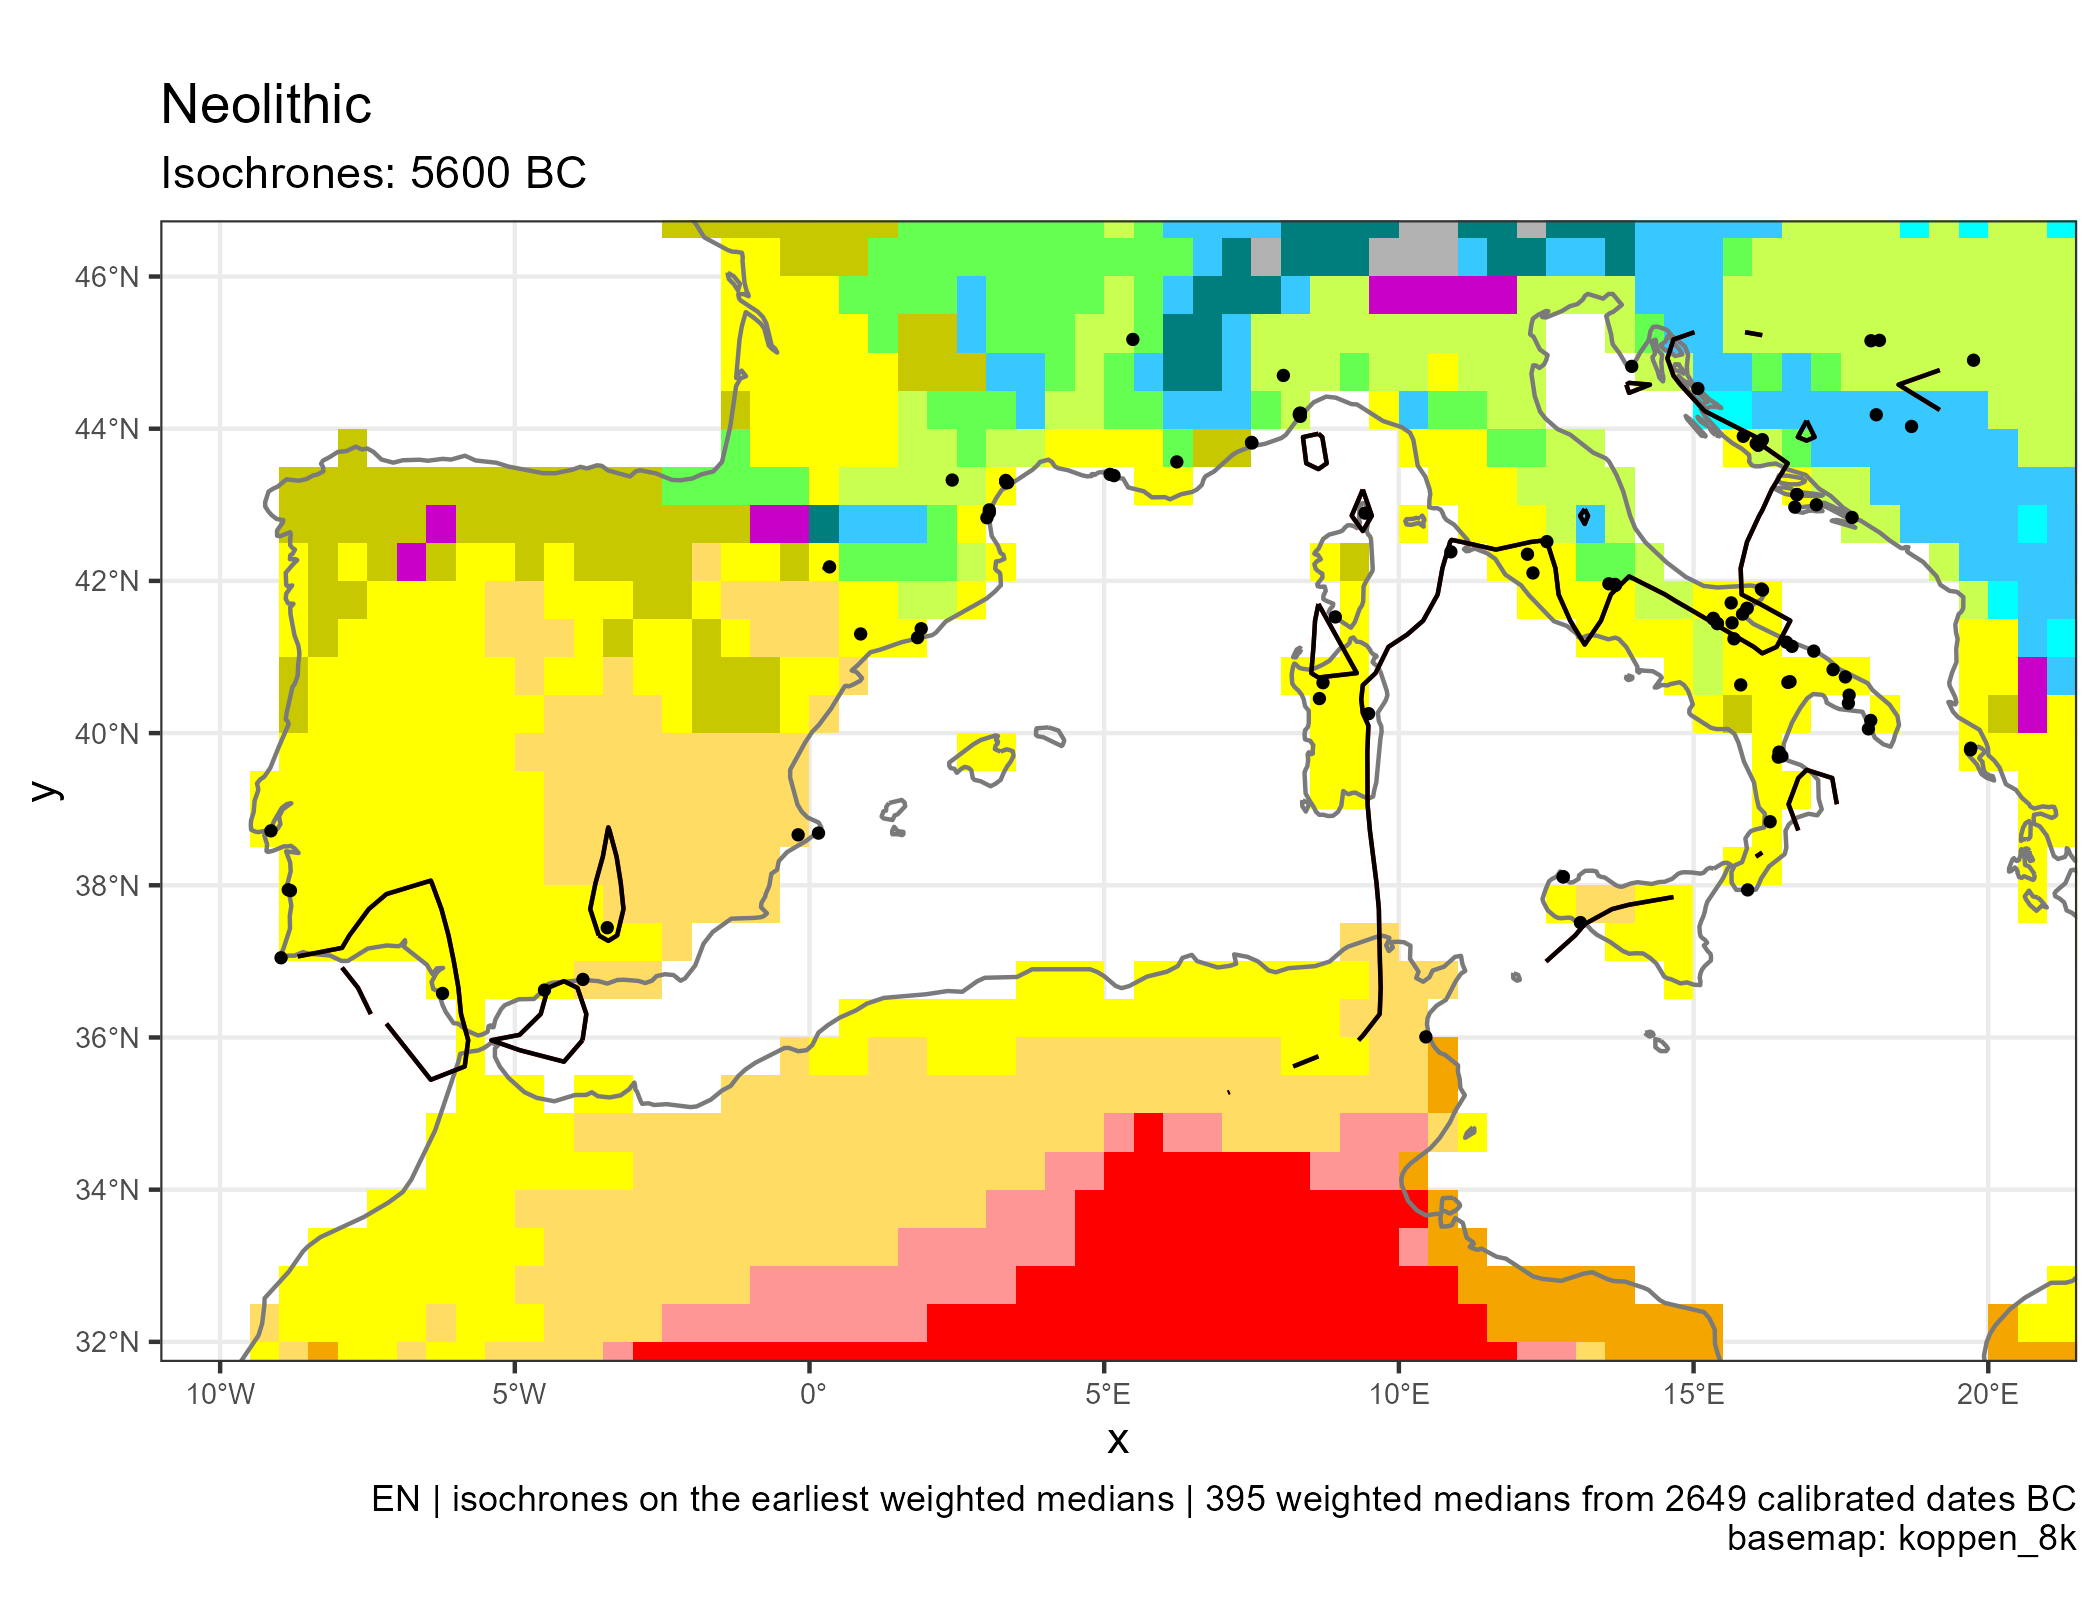 Neolithic
Isochrones: 5600 BC
46°N
44°N
42°N
40°N
38°N
36°N
34°N
32°N
y
10°W 5°W 0° 5°E 10°E 15°E 20°E
x
EN | isochrones on the earliest weighted medians | 395 weighted medians from 2649 calibrated dates BC
basemap: koppen_8k